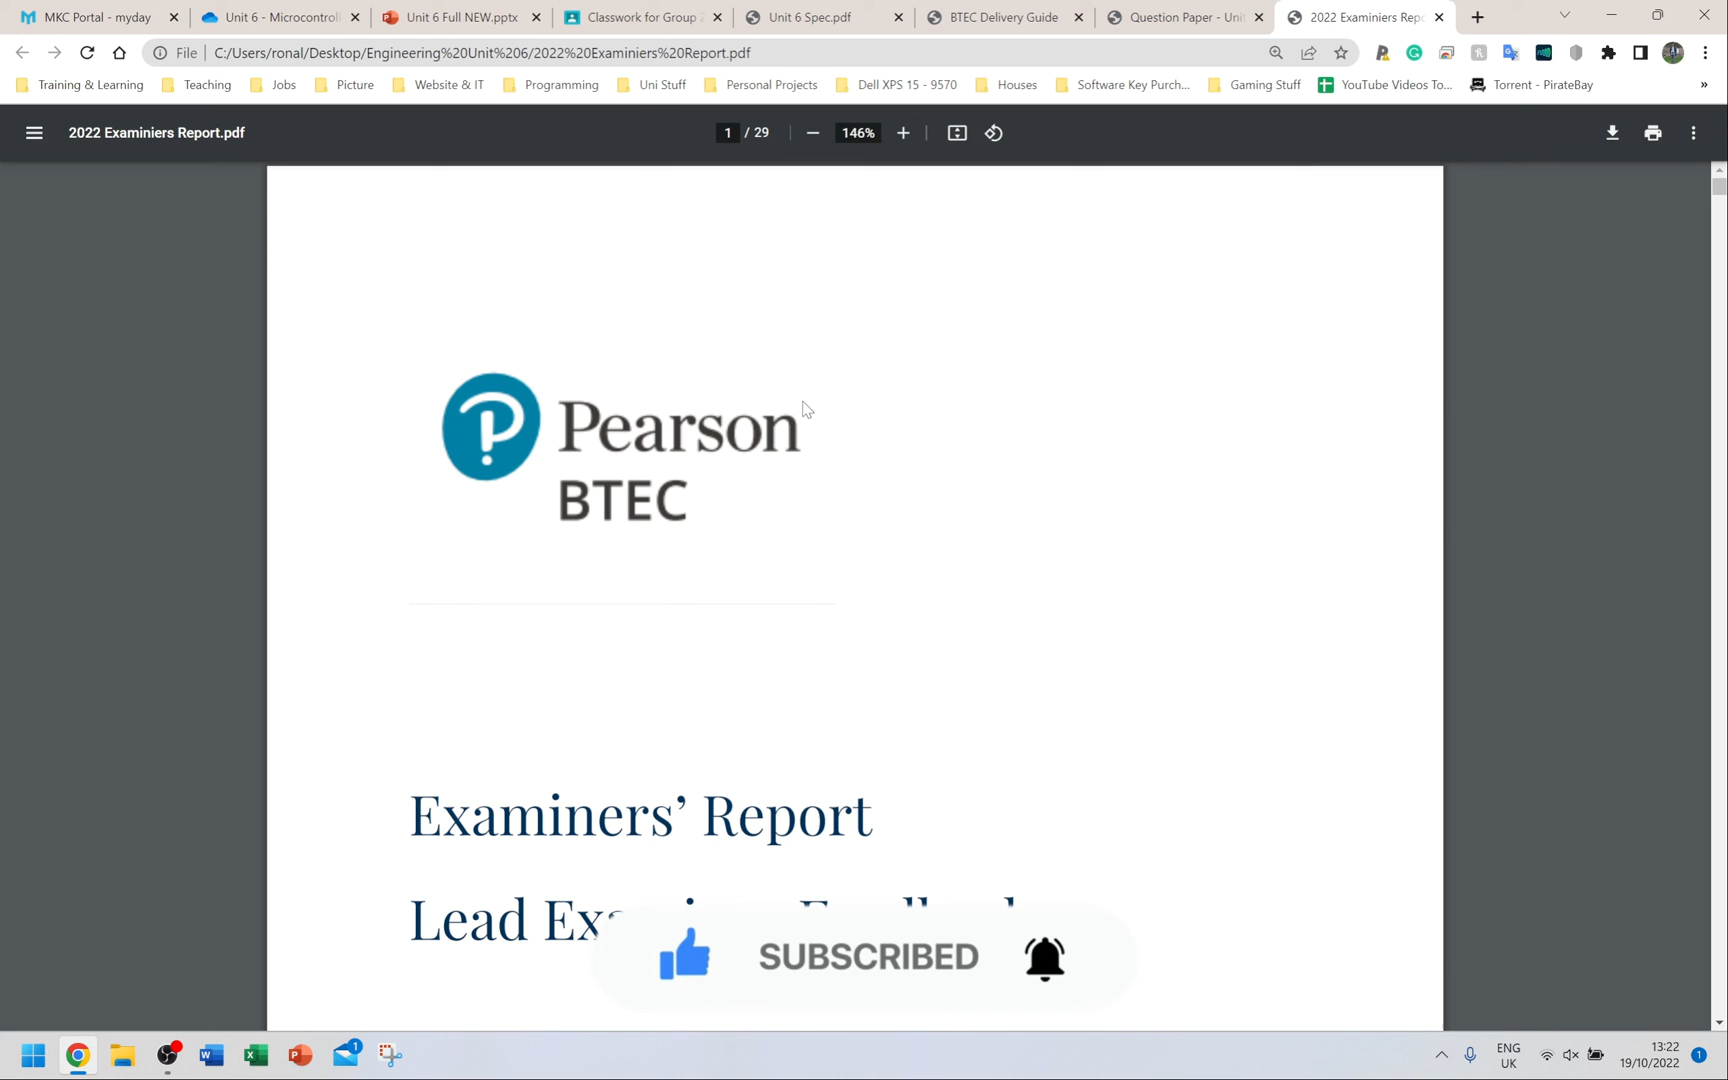 MKC Portal - myday
Unit 6 - Microcontroll
Unit 6 Full NEW.pptx
Classwork for Group 2
Unit 6 Spec.pdf
BTEC Delivery Guide
Question Paper - Uni
2022 Examiniers Repo
File
C:/Users/ronal/Desktop/Engineering%20Unit%206/2022%20Examiniers%20Report.pdf
Training & Learning
Teaching
Jobs
Picture
Website & IT
Programming
Uni Stuff
Personal Projects
Dell XPS 15 - 9570
Houses
Software Key Purch...
Gaming Stuff
YouTube Videos To...
Torrent - PirateBay
»
2022 Examiniers Report.pdf
1 / 29
146%
Pearson
BTEC
Examiners’ Report
Lead
SUBSCRIBED
1
ENG
UK
13:22
19/10/2022
1